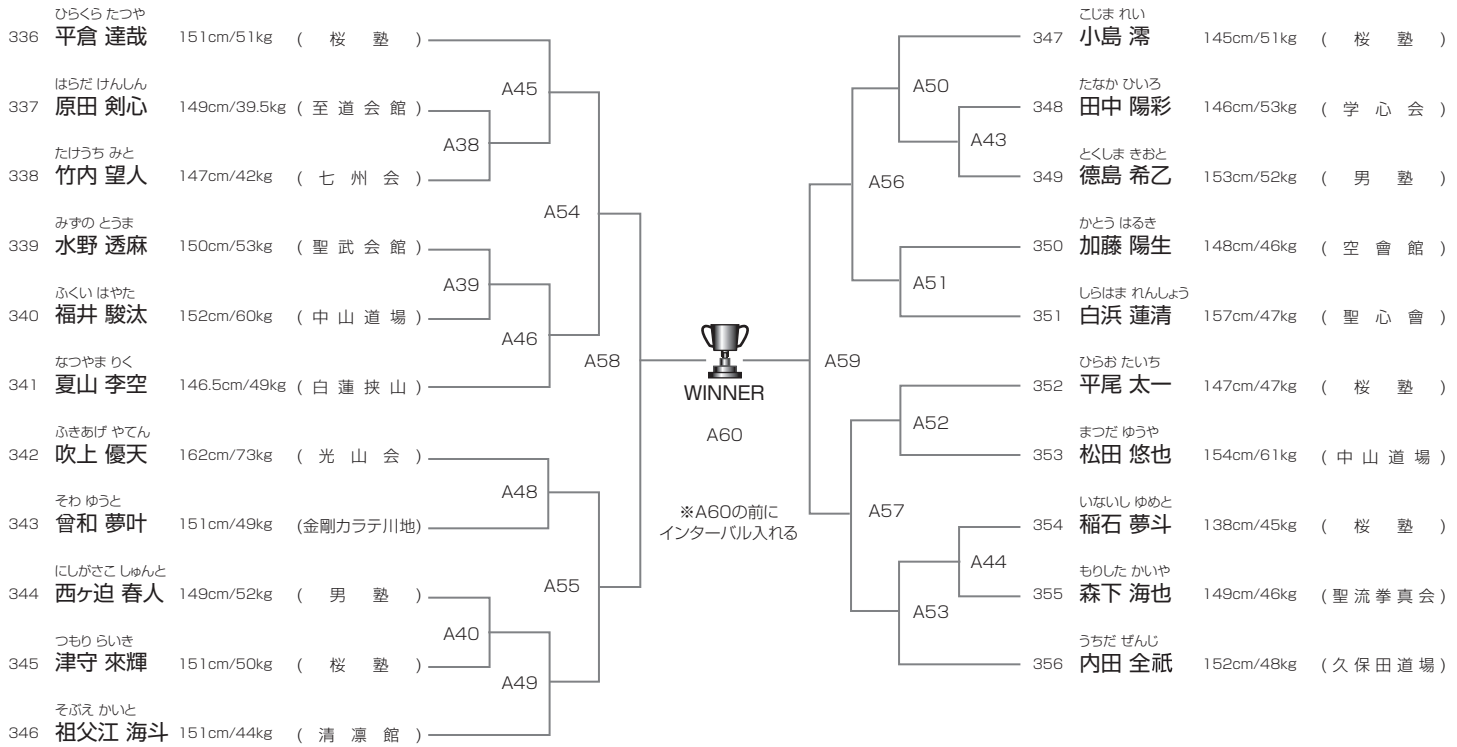 ひらくら たつや
336 平倉 達哉 151cm/51kg ( 桜 塾 )
はらだ けんしん
337 原田 剣心 149cm/39.5kg ( 至 道 会 館 )
たけうち みと
338 竹内 望人 147cm/42kg ( 七 州 会 )
みずの とうま
339 水野 透麻 150cm/53kg ( 聖 武 会 館 )
ふくい はやた
340 福井 駿汰 152cm/60kg ( 中 山 道 場 )
なつやま りく
341 夏山 李空 146.5cm/49kg ( 白 蓮 挟 山 )
ふきあげ やてん
342 吹上 優天 162cm/73kg ( 光 山 会 )
そわ ゆうと
343 曾和 夢叶 151cm/49kg (金剛カラテ川地)
にしがさこ しゅんと
344 西ヶ迫 春人 149cm/52kg ( 男 塾 )
つもり らいき
345 津守 來輝 151cm/50kg ( 桜 塾 )
そぶえ かいと
346 祖父江 海斗 151cm/44kg ( 清 凛 館 )
A45
A38
A54
A39
A46
A58
A48
A55
A40
A49
WINNER
A60
※A60の前に
インターバル入れる
A50
A43
A56
A51
A59
A52
A57
A44
A53
こじま れい
347 小島 澪 145cm/51kg ( 桜 塾 )
たなか ひいろ
348 田中 陽彩 146cm/53kg ( 学 心 会 )
とくしま きおと
349 徳島 希乙 153cm/52kg ( 男 塾 )
かとう はるき
350 加藤 陽生 148cm/46kg ( 空 會 館 )
しらはま れんしょう
351 白浜 蓮清 157cm/47kg ( 聖 心 會 )
ひらお たいち
352 平尾 太一 147cm/47kg ( 桜 塾 )
まつだ ゆうや
353 松田 悠也 154cm/61kg ( 中 山 道 場 )
いないし ゆめと
354 稲石 夢斗 138cm/45kg ( 桜 塾 )
もりした かいや
355 森下 海也 149cm/46kg ( 聖 流 拳 真 会 )
うちだ ぜんじ
356 内田 全祇 152cm/48kg ( 久 保 田 道 場 )